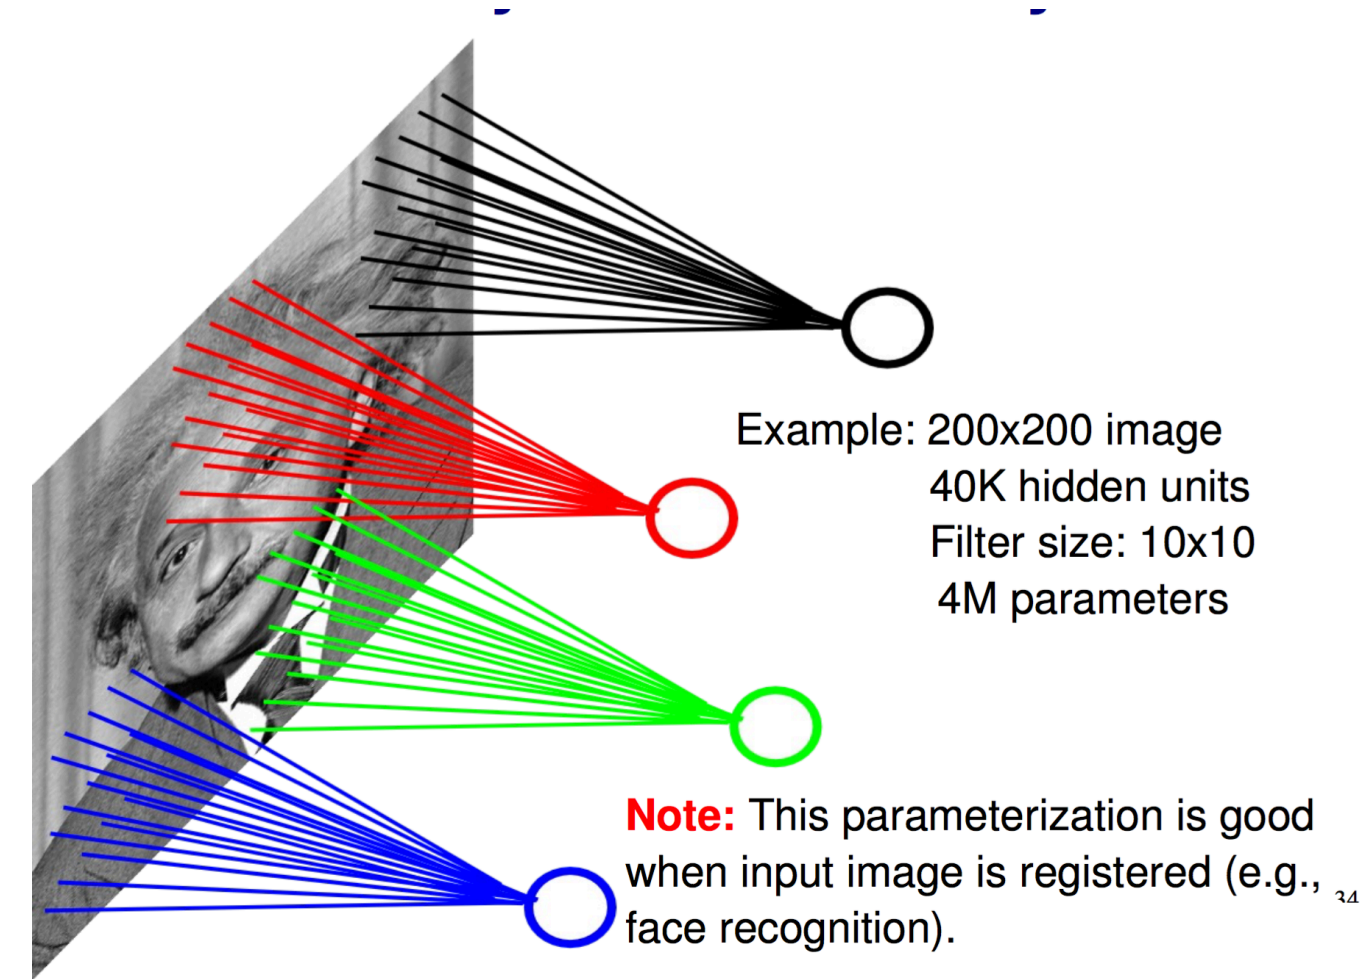 Example: 200x200 image
40K hidden units
Filter size: 10x10
4M parameters
Note: This parameterization is good
when input image is registered (e.g.,
face recognition).
34